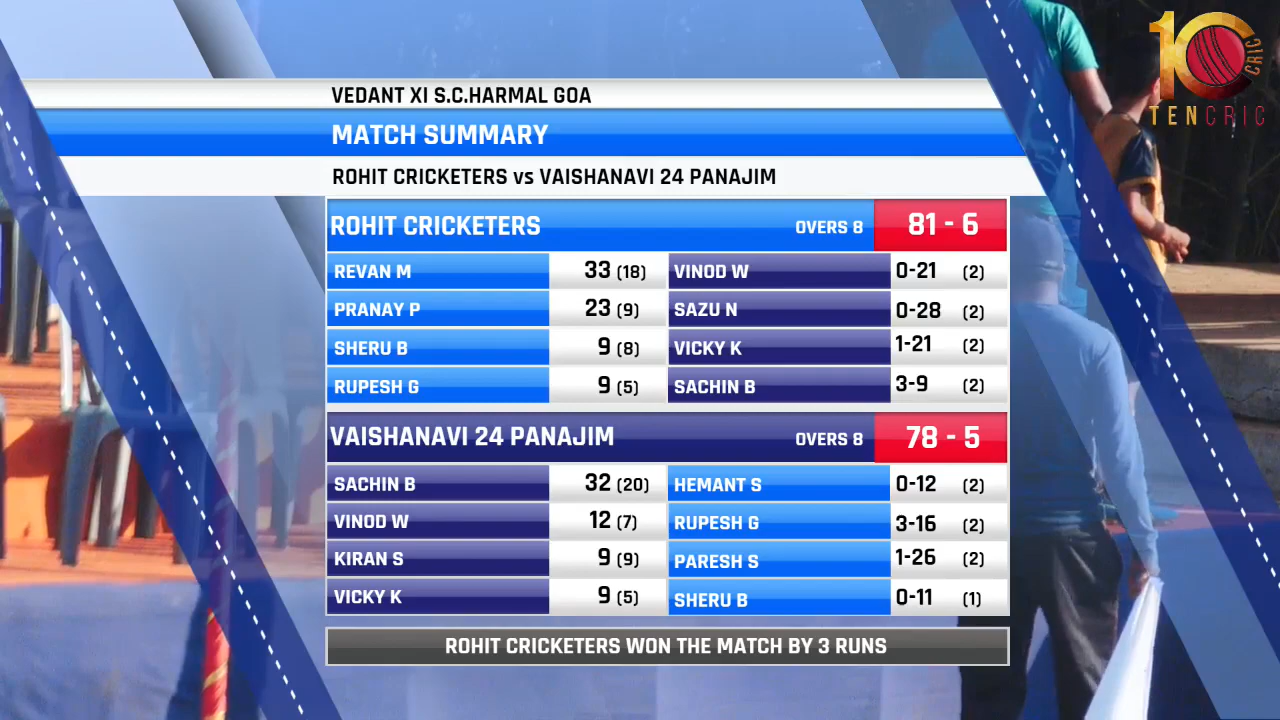 VEDANT XI S.C.HARMAL GOA
10
CRIC
TENCRIC
MATCH SUMMARY
ROHIT CRICKETERS vs VAISHANAVI 24 PANAJIM
ROHIT CRICKETERS OVERS 8 81 - 6
REVAN M 33 (18) VINOD W 0-21 (2)
PRANAY P 23 (9) SAZU N 0-28 (2)
SHERU B 9 (8) VICKY K 1-21 (2)
RUPESH G 9 (5) SACHIN B 3-9 (2)
VAISHANAVI 24 PANAJIM OVERS 8 78 - 5
SACHIN B 32 (20) HEMANT S 0-12 (2)
VINOD W 12 (7) RUPESH G 3-16 (2)
KIRAN S 9 (9) PARESH S 1-26 (2)
VICKY K 9 (5) SHERU B 0-11 (1)
ROHIT CRICKETERS WON THE MATCH BY 3 RUNS